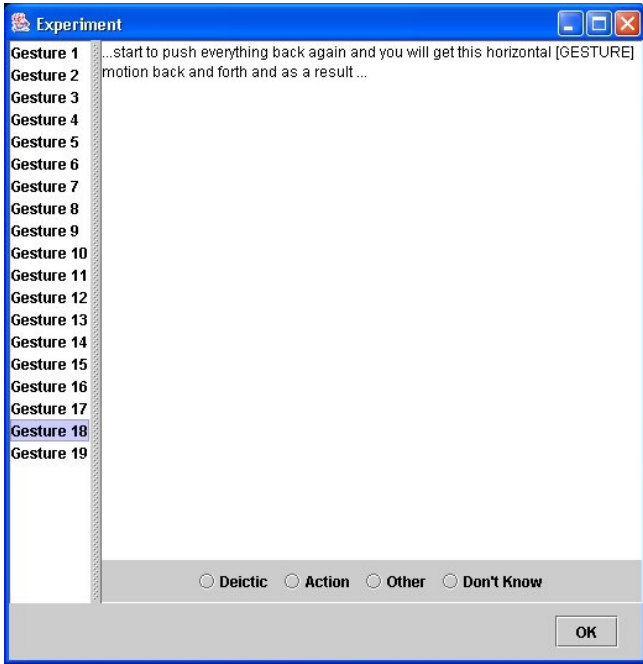 Experiment
Gesture 1
Gesture 2
Gesture 3
Gesture 4
Gesture 5
Gesture 6
Gesture 7
Gesture 8
Gesture 9
Gesture 10
Gesture 11
Gesture 12
Gesture 13
Gesture 14
Gesture 15
Gesture 16
Gesture 17
Gesture 18
Gesture 19
...start to push everything back again and you will get this horizontal [GESTURE]
motion back and forth and as a result ...
Deictic Action Other Don't Know
OK